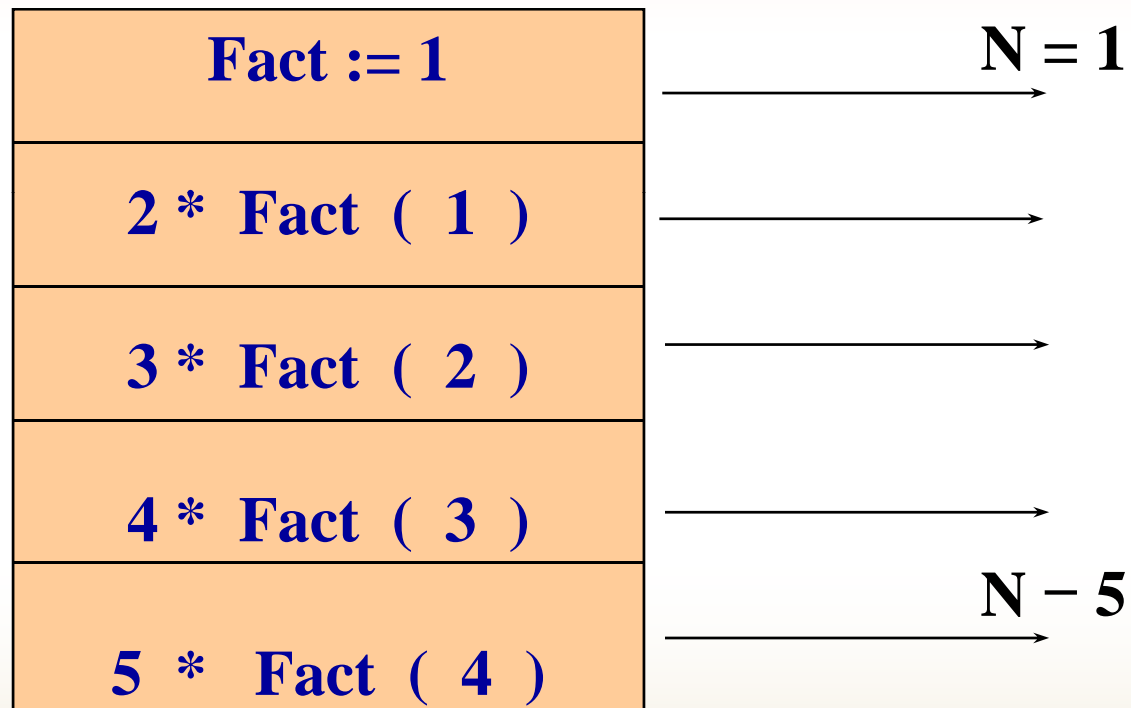 Fact := 1
N = 1
2 * Fact ( 1 )
3 * Fact ( 2 )
4 * Fact ( 3 )
N − 5
5 * Fact ( 4 )